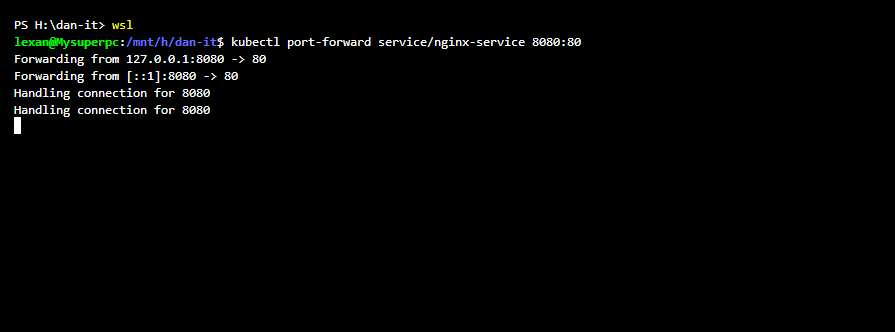 PS H:\dan-it> wsl
lexan@Mysuperpc:/mnt/h/dan-it$ kubectl port-forward service/nginx-service 8080:80
Forwarding from 127.0.0.1:8080 -> 80
Forwarding from [::1]:8080 -> 80
Handling connection for 8080
Handling connection for 8080